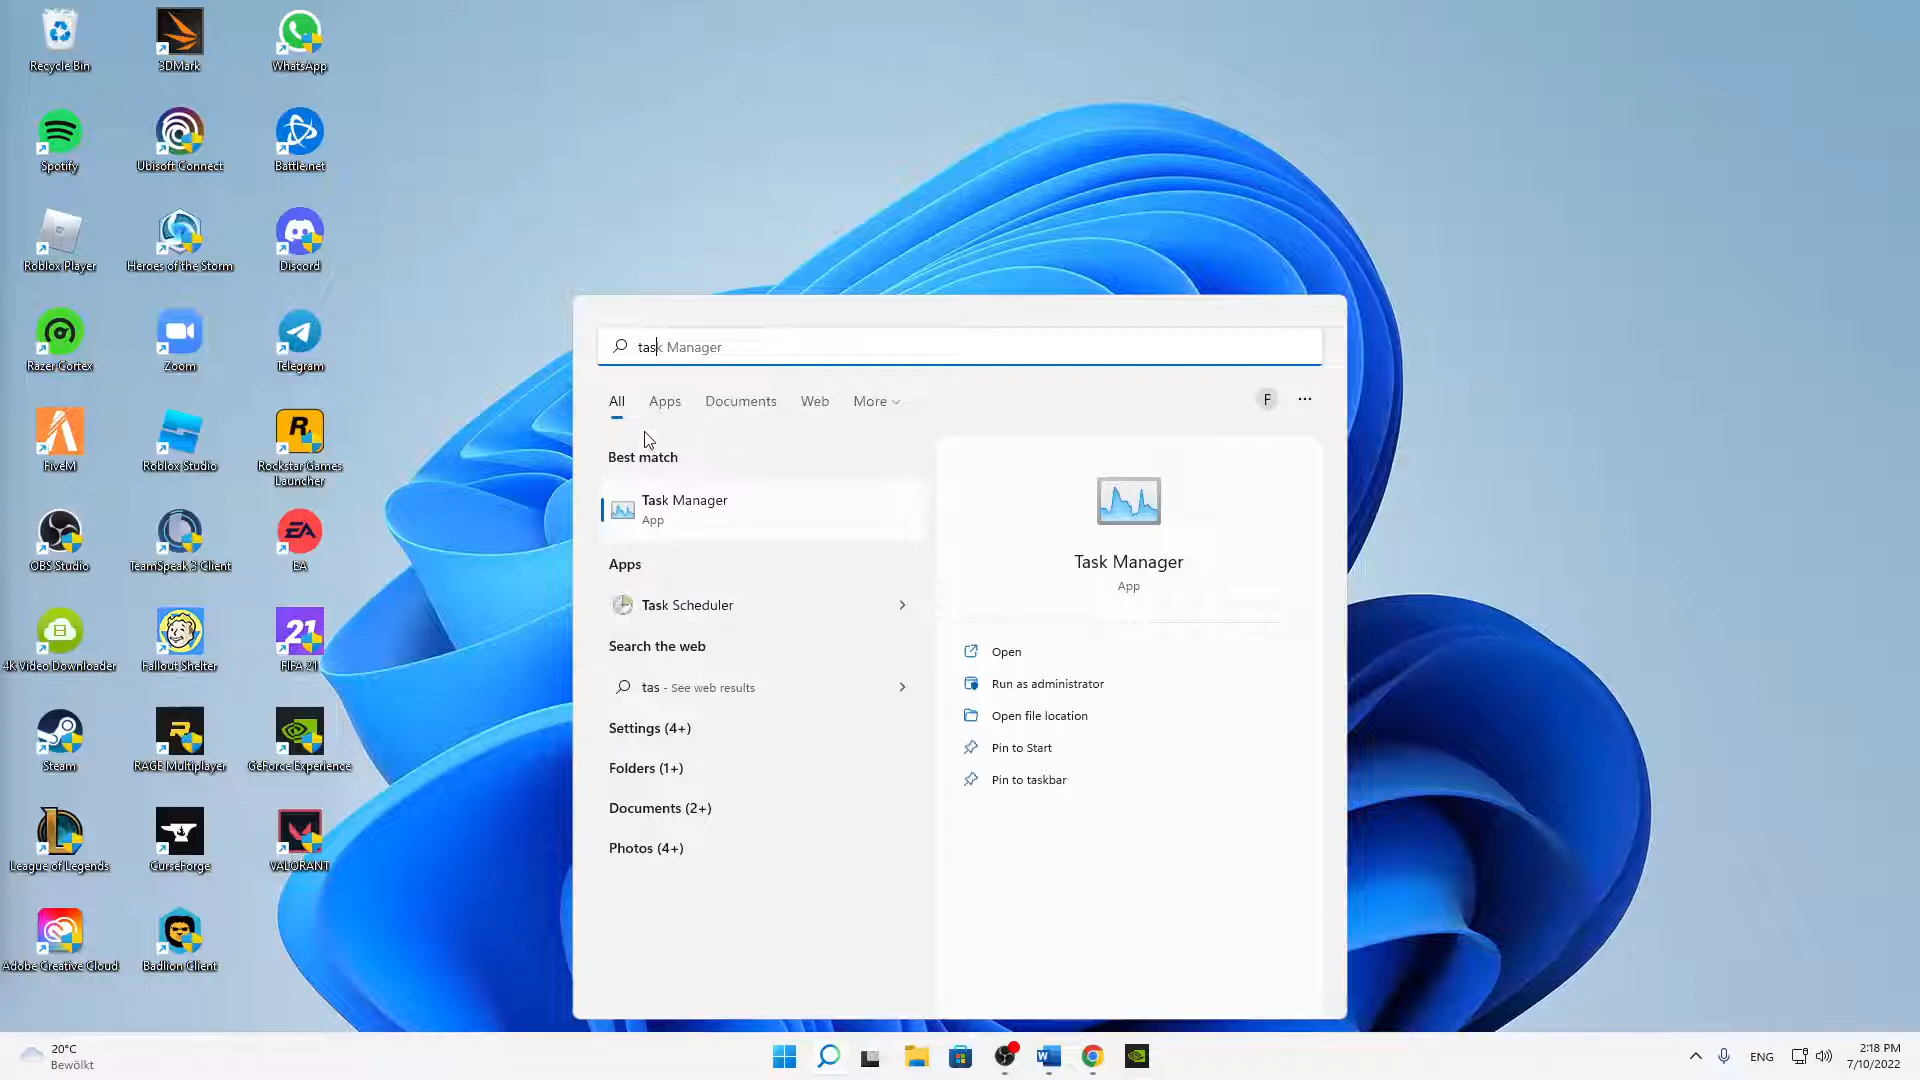 Recycle Bin
3DMark
WhatsApp
Spotify
Ubisoft Connect
Battle.net
Roblox Player
Heroes of the Storm
Discord
Razer Cortex
Zoom
Telegram
FiveM
Roblox Studio
Rockstar Games
Launcher
OBS Studio
TeamSpeak 3 Client
EA
EA
4K Video Downloader
Fallout Shelter
21
FIFA 21
Steam
RAGE Multiplayer
GeForce Experience
League of Legends
CurseForge
VALORANT
Adobe Creative Cloud
Badlion Client
task Manager
All
Apps
Documents
Web
More
F
Best match
Task Manager
App
Apps
Task Scheduler
Search the web
tas - See web results
Settings (4+)
Folders (1+)
Documents (2+)
Photos (4+)
Task Manager
App
Open
Run as administrator
Open file location
Pin to Start
Pin to taskbar
20°C
Bewölkt
ENG
2:18 PM
7/10/2022